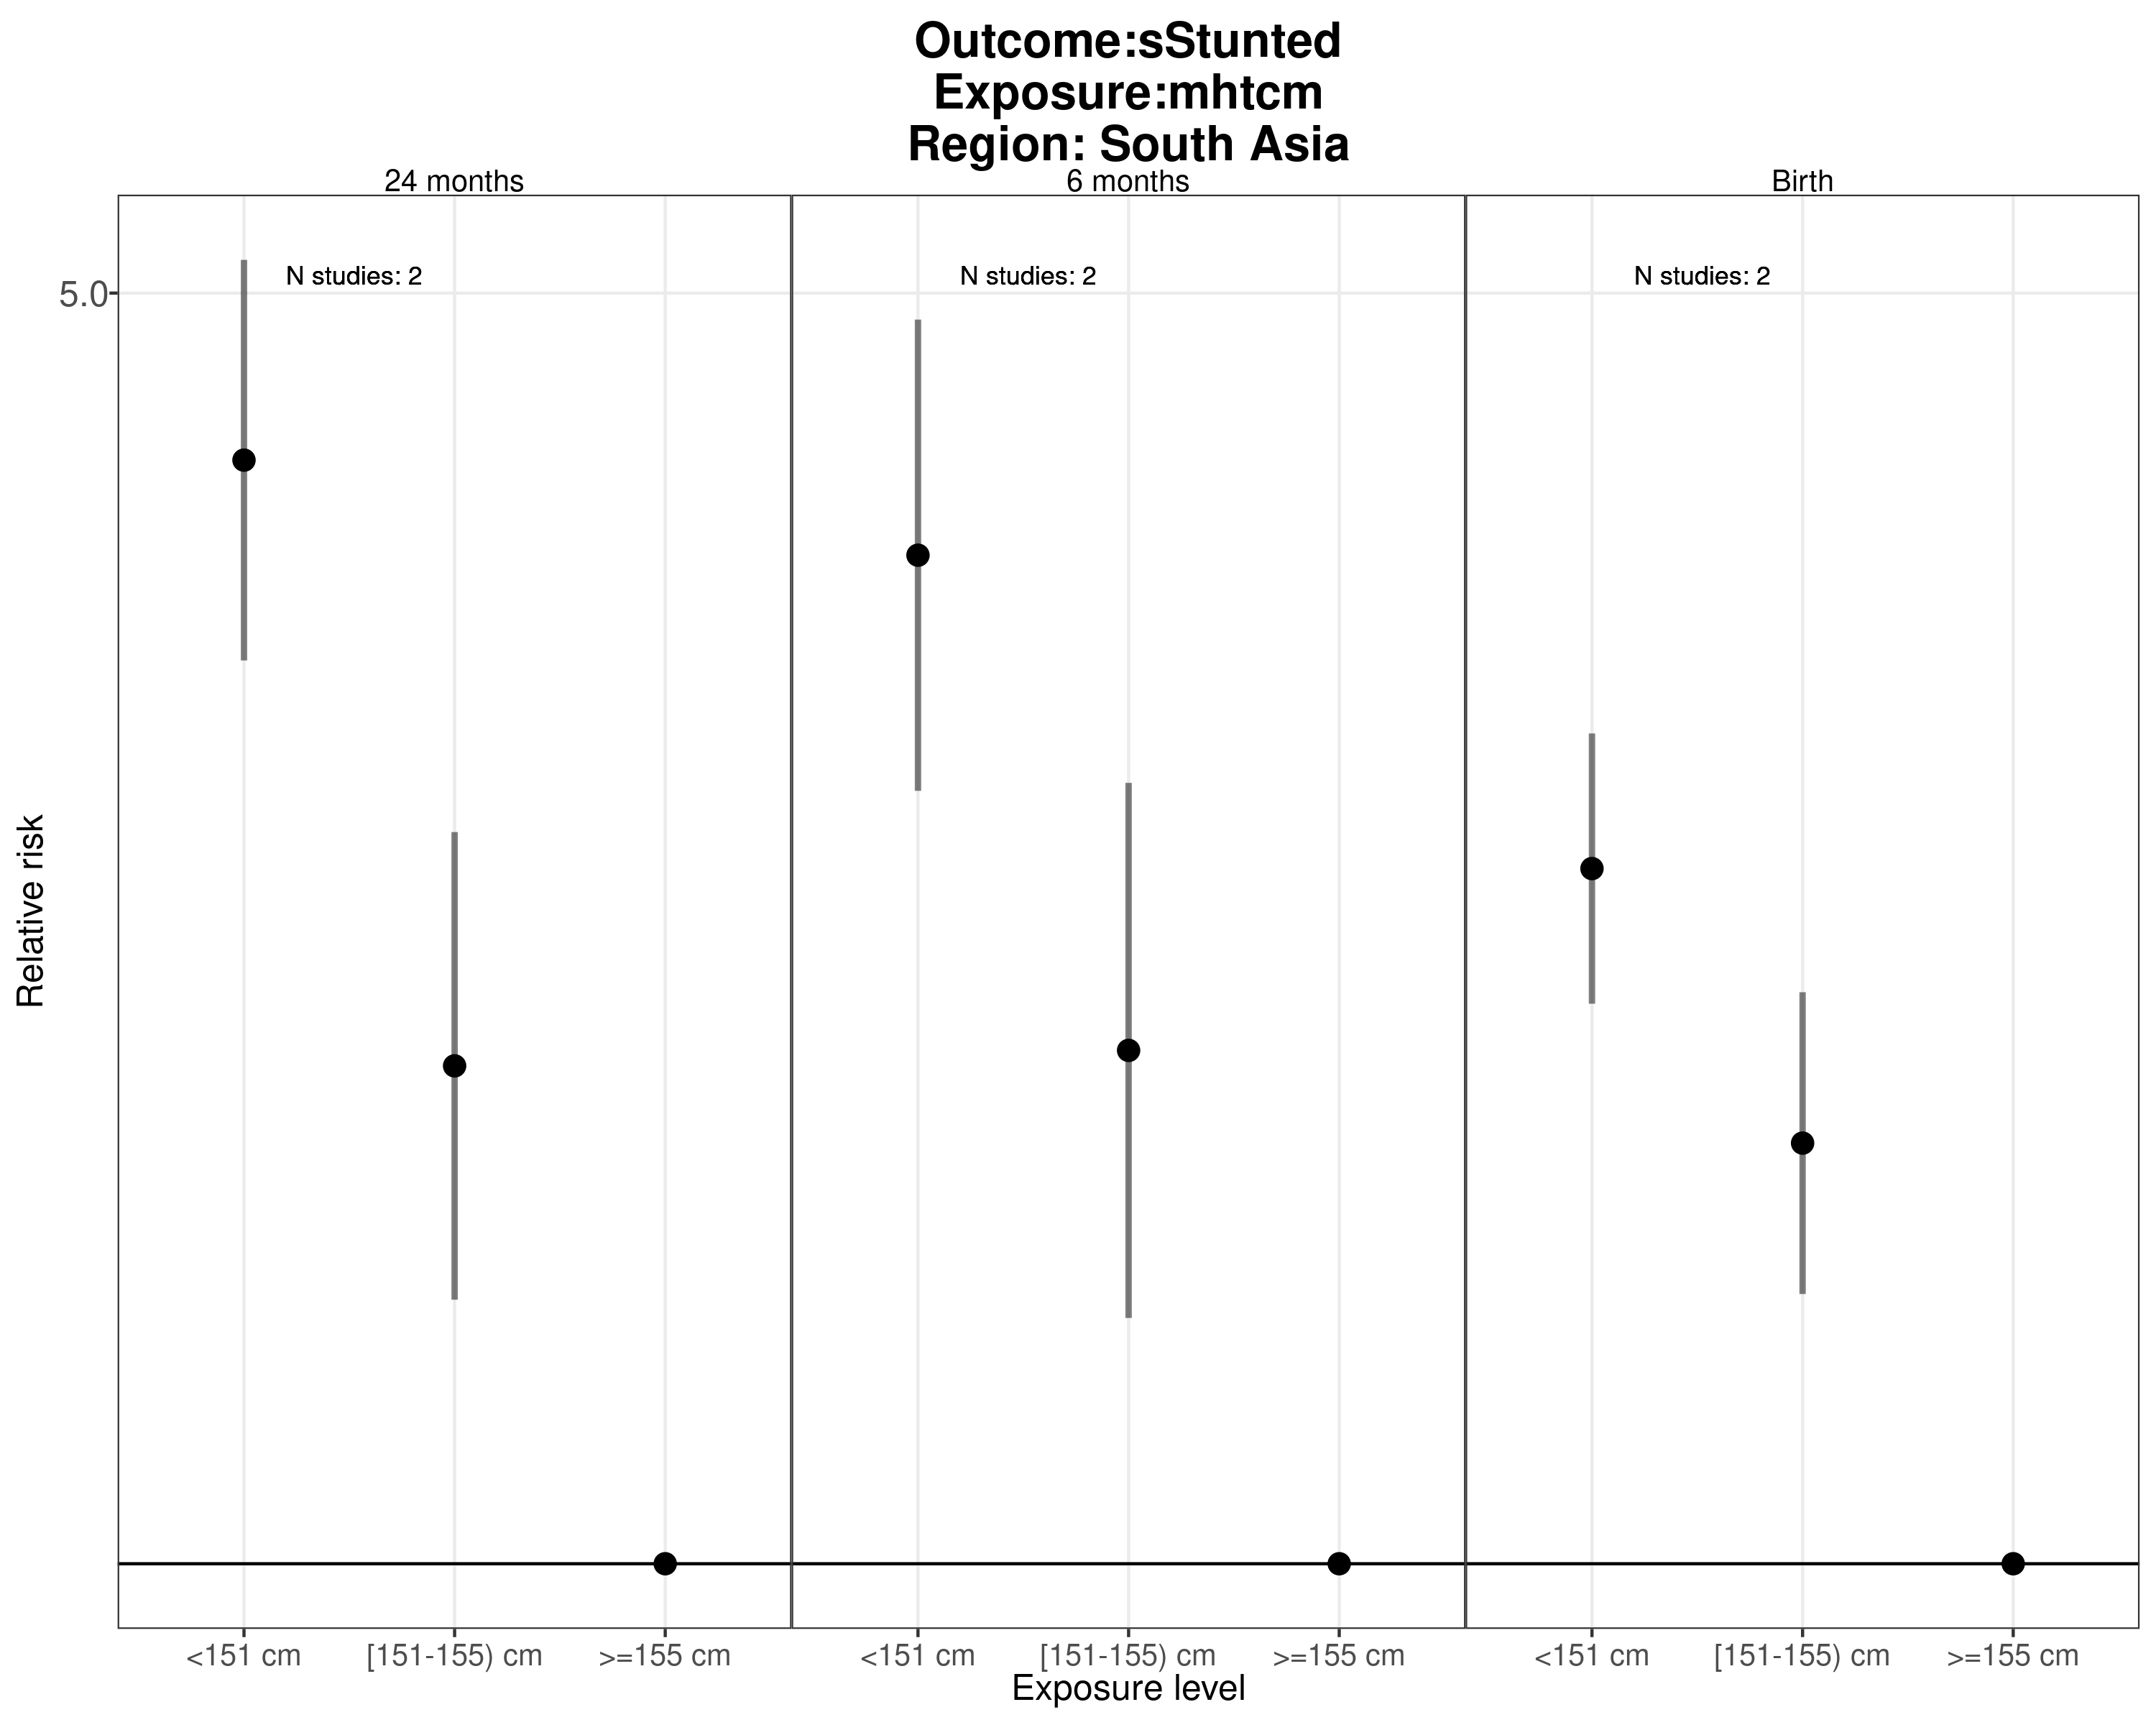 Outcome:sStunted
Exposure:mhtcm
Region: South Asia
24 months
6 months
Birth
N studies: 2
N studies: 2
N studies: 2
5.0
Relative risk
<151 cm
[151-155) cm
>=155 cm
<151 cm
[151-155) cm
>=155 cm
<151 cm
[151-155) cm
>=155 cm
Exposure level